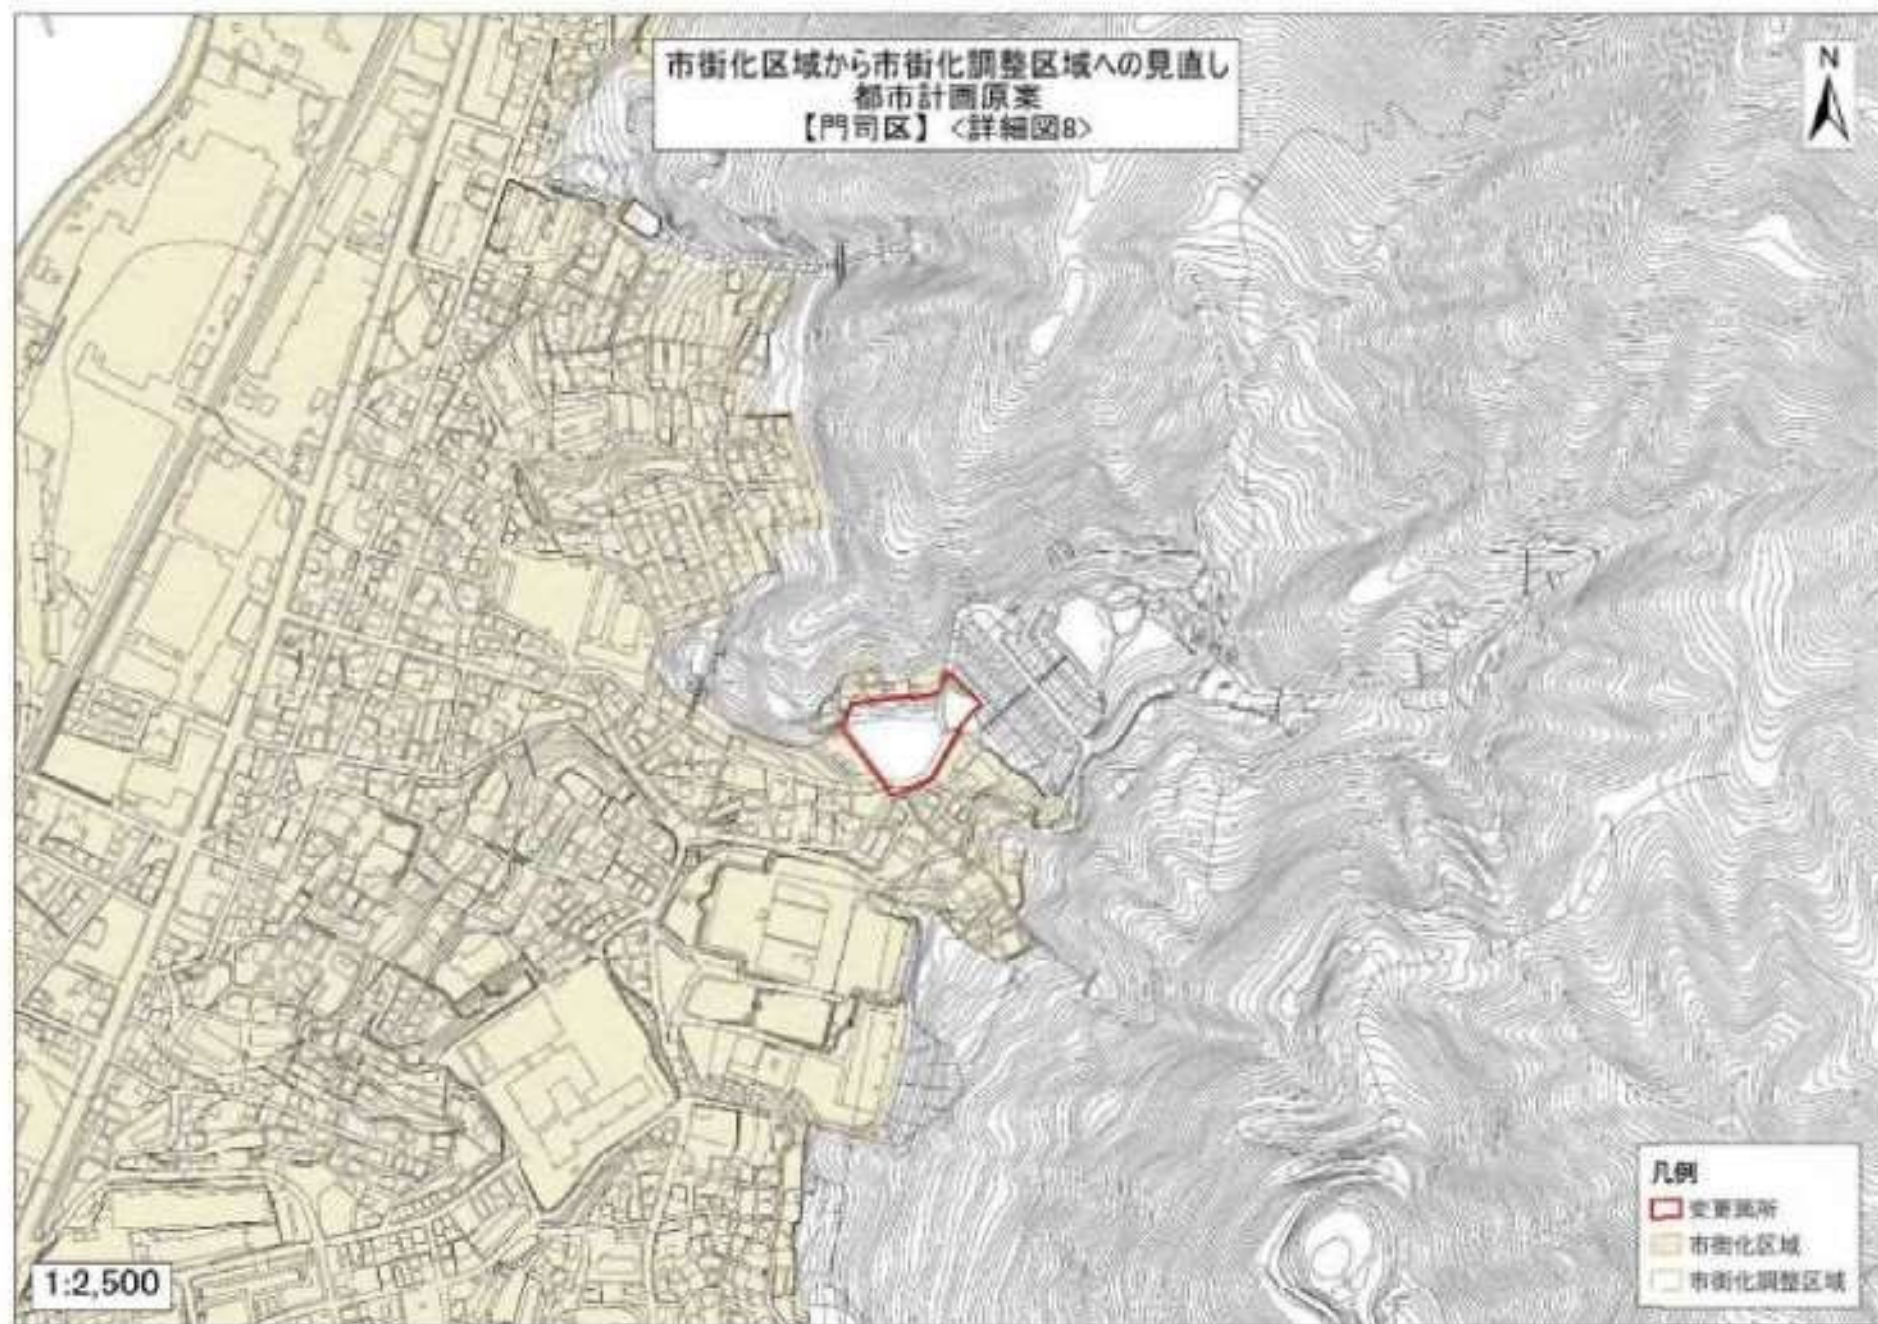 市街化区域から市街化調整区域への見直し
都市計画原案
【門司区】<詳細図8>
N
凡例
変更箇所
市街化区域
市街化調整区域
1:2,500